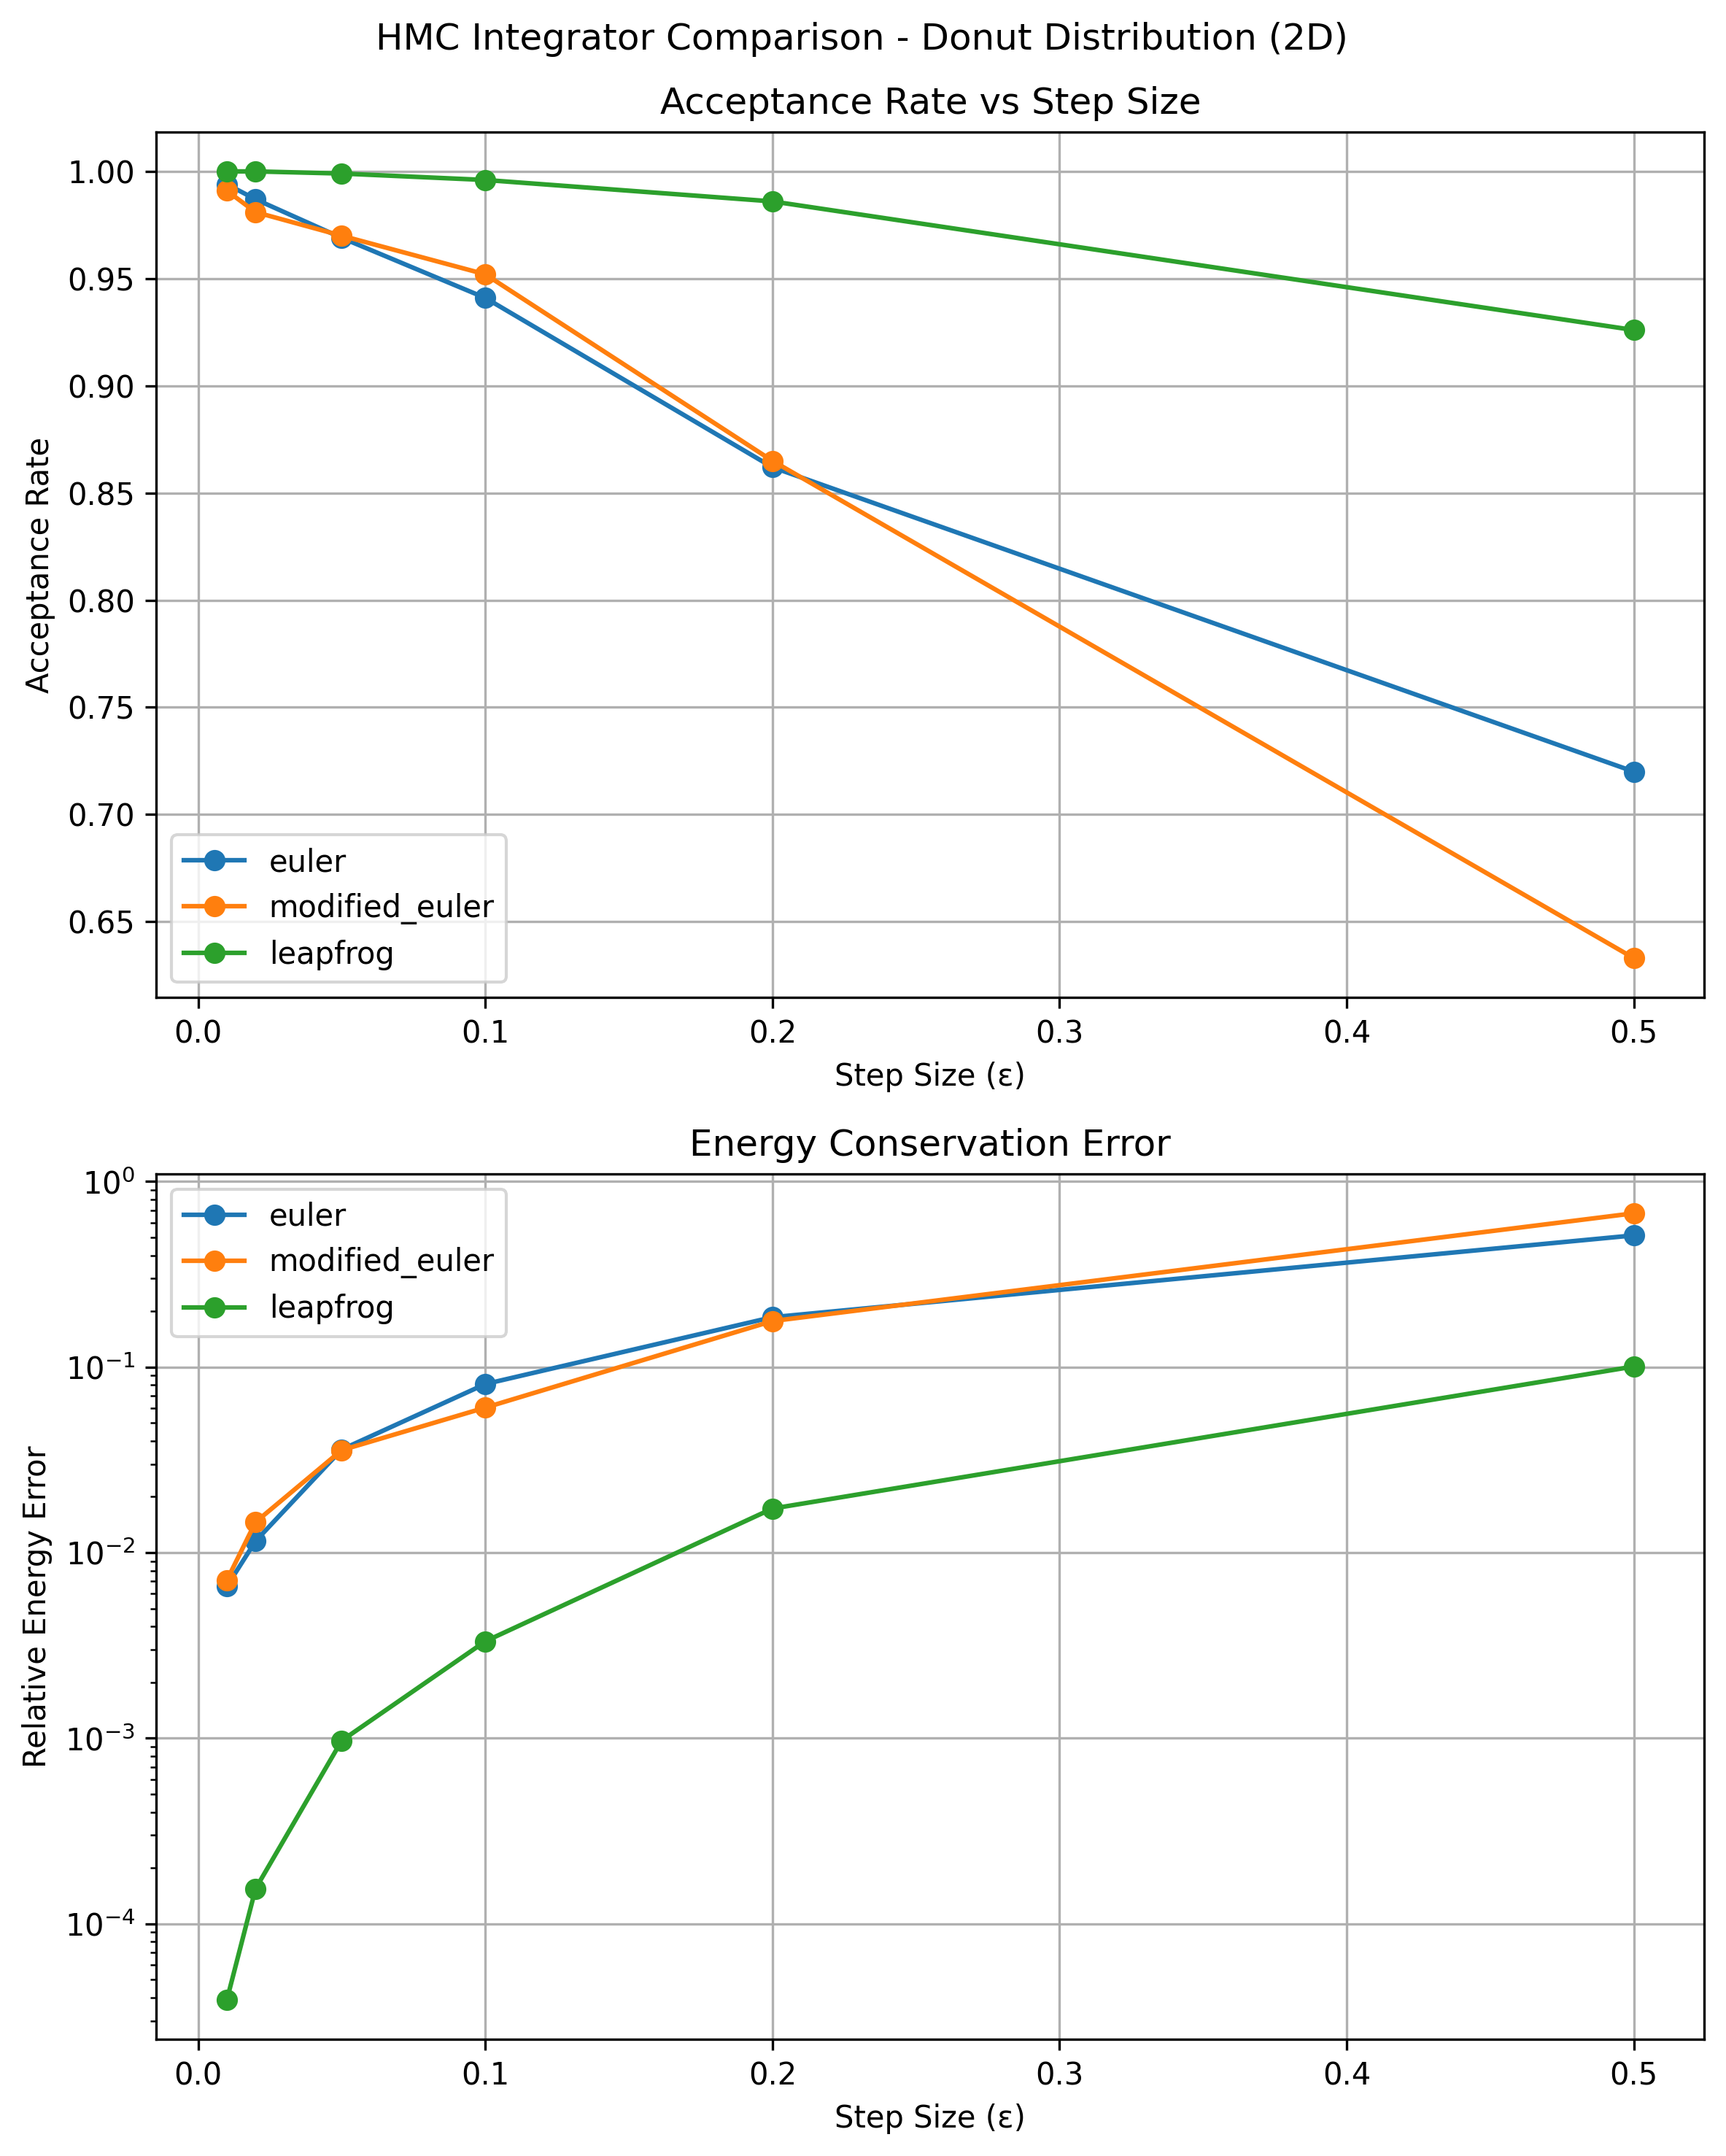 HMC Integrator Comparison - Donut Distribution (2D)
Acceptance Rate vs Step Size
Acceptance Rate
1.00
0.95
0.90
0.85
0.80
0.75
0.70
0.65
euler
modified_euler
leapfrog
0.0 0.1 0.2 0.3 0.4 0.5
Step Size (ε)
Energy Conservation Error
Relative Energy Error
10⁰
10⁻¹
10⁻²
10⁻³
10⁻⁴
euler
modified_euler
leapfrog
0.0 0.1 0.2 0.3 0.4 0.5
Step Size (ε)